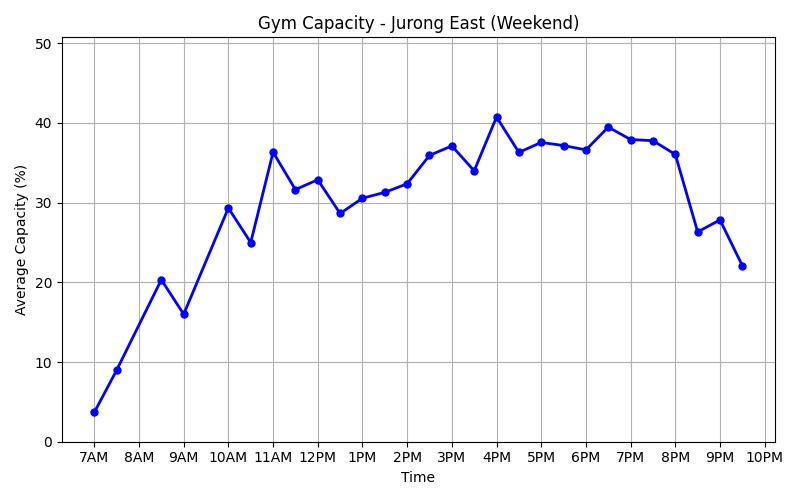 Gym Capacity - Jurong East (Weekend)
Average Capacity (%)
50
40
30
20
10
0
7AM 8AM 9AM 10AM 11AM 12PM 1PM 2PM 3PM 4PM 5PM 6PM 7PM 8PM 9PM 10PM
Time